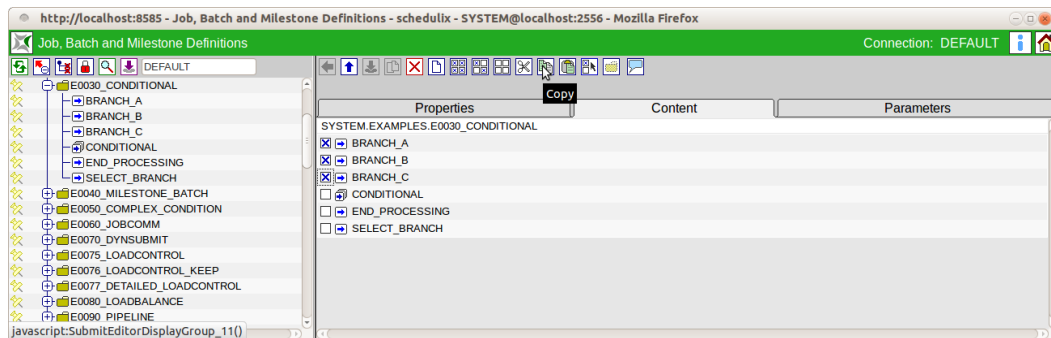 http://localhost:8585 - Job, Batch and Milestone Definitions - schedulix - SYSTEM@localhost:2556 - Mozilla Firefox
Job, Batch and Milestone Definitions
Connection: DEFAULT
DEFAULT
E0030_CONDITIONAL
BRANCH_A
BRANCH_B
BRANCH_C
CONDITIONAL
END_PROCESSING
SELECT_BRANCH
E0040_MILESTONE_BATCH
E0050_COMPLEX_CONDITION
E0060_JOBCOMM
E0070_DYNSUBMIT
E0075_LOADCONTROL
E0076_LOADCONTROL_KEEP
E0077_DETAILED_LOADCONTROL
E0080_LOADBALANCE
E0090_PIPELINE
javascript:SubmitEditorDisplayGroup_11()
Copy
Properties
Content
Parameters
SYSTEM.EXAMPLES.E0030_CONDITIONAL
BRANCH_A
BRANCH_B
BRANCH_C
CONDITIONAL
END_PROCESSING
SELECT_BRANCH